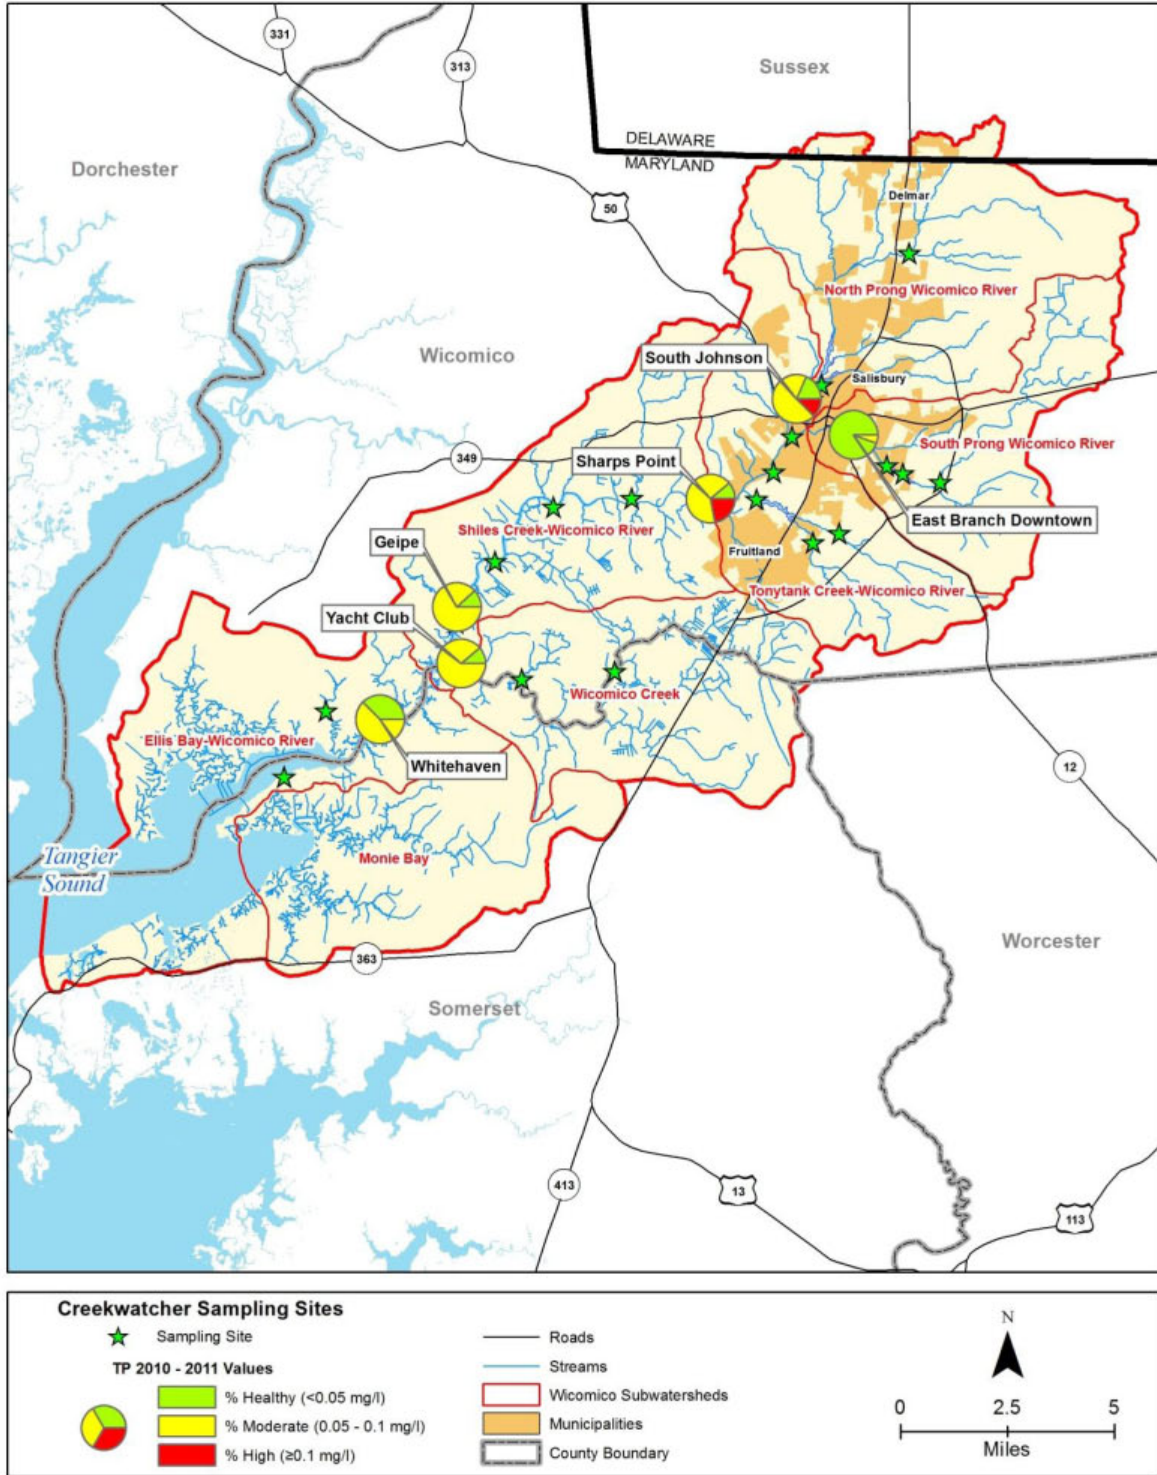 331
313
Sussex
DELAWARE
MARYLAND
Dorchester
Delmar
50
North Prong Wicomico River
Wicomico
South Johnson
Salisbury
South Prong Wicomico River
349
Sharps Point
East Branch Downtown
Shiles Creek-Wicomico River
Geipe
Fruitland
Tonytank Creek-Wicomico River
Yacht Club
Wicomico Creek
Ellis Bay-Wicomico River
Whitehaven
12
Tangier
Sound
Monie Bay
Worcester
363
Somerset
413
13
113
Creekwatcher Sampling Sites
Sampling Site
TP 2010 - 2011 Values
% Healthy (<0.05 mg/l)
% Moderate (0.05 - 0.1 mg/l)
% High (≥0.1 mg/l)
Roads
Streams
Wicomico Subwatersheds
Municipalities
County Boundary
N
0 2.5 5
Miles